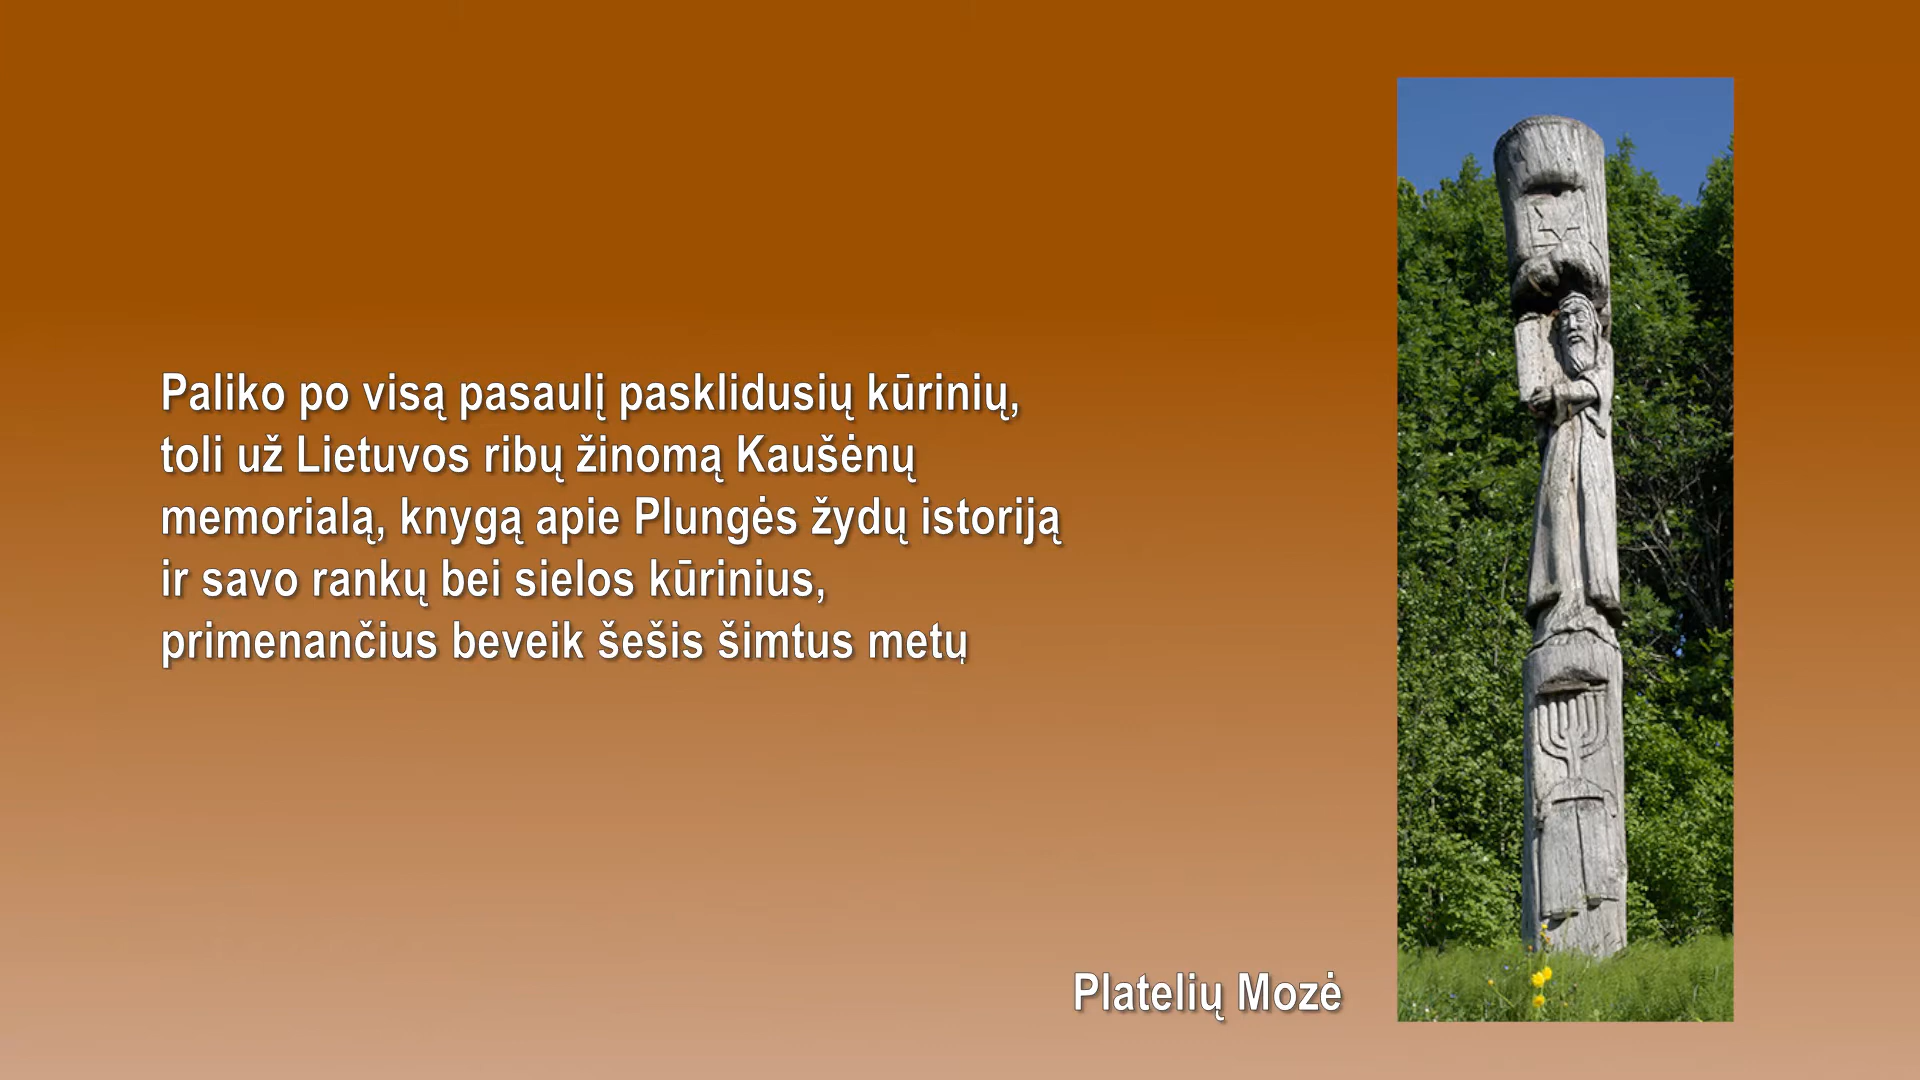 Paliko po visą pasaulį pasklidusių kūrinių,
toli už Lietuvos ribų žinomą Kaušėnų
memorialą, knygą apie Plungės žydų istoriją
ir savo rankų bei sielos kūrinius,
primenančius beveik šešis šimtus metų
Platelių Mozė